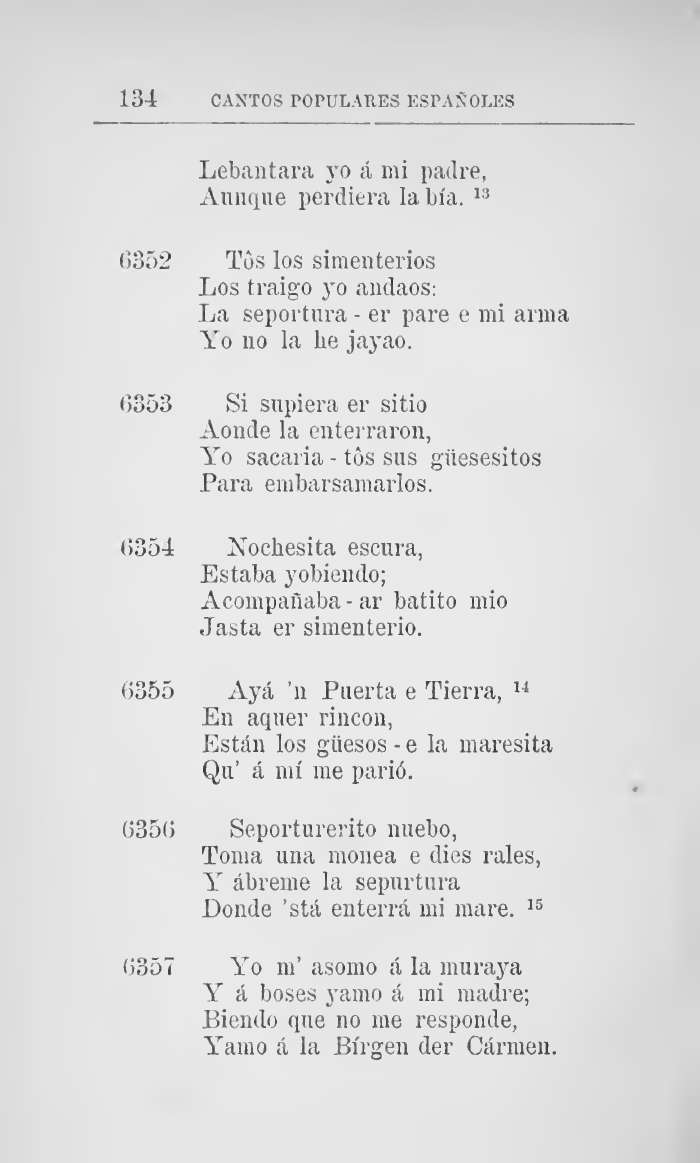 134 CANTOS POPULARES ESPAÑOLES
Lebantara yo á mi padre,
Aunque perdiera la bía. ¹³
6352 Tôs los simenterios
Los traigo yo andaos:
La seportura - er pare e mi arma
Yo no la he jayao.
6353 Si supiera er sitio
Aonde la enterraron,
Yo sacaria - tôs sus güesesitos
Para embarsamarlos.
6354 Nochesita escura,
Estaba yobiendo;
Acompañaba - ar batito mio
Jasta er simenterio.
6355 Ayá 'n Puerta e Tierra, ¹⁴
En aquer rincon,
Están los güesos - e la maresita
Qu' á mí me parió.
6356 Seporturerito nuebo,
Toma una monea e dies rales,
Y ábreme la sepurtura
Donde 'stá enterrá mi mare. ¹⁵
6357 Yo m' asomo á la muraya
Y á boses yamo á mi madre;
Biendo que no me responde,
Yamo á la Bírgen der Cármen.